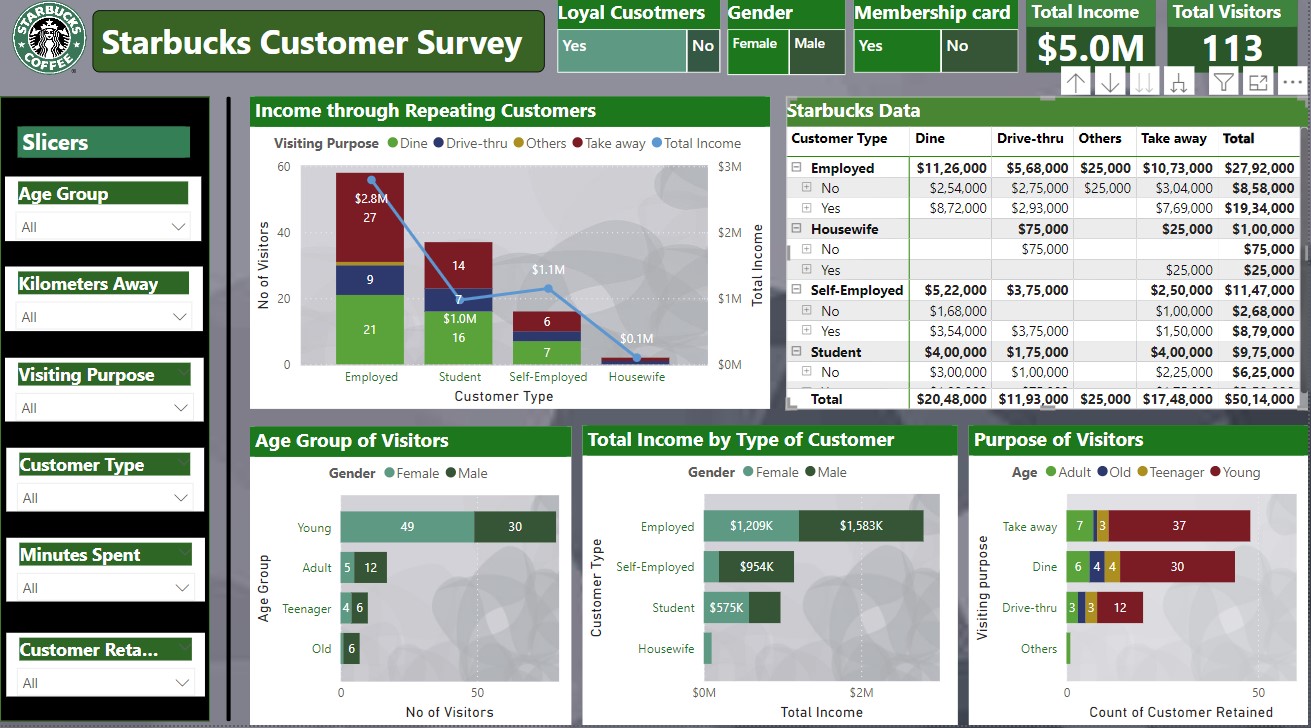 STARBUCKS
COFFEE
Starbucks Customer Survey
Loyal Cusotmers
Yes
No
Gender
Female
Male
Membership card
Yes
No
Total Income
$5.0M
Total Visitors
113
Slicers
Age Group
All
Kilometers Away
All
Visiting Purpose
All
Customer Type
All
Minutes Spent
All
Customer Reta...
All
Income through Repeating Customers
Visiting Purpose Dine Drive-thru Others Take away Total Income
No of Visitors
60
40
20
0
$2.8M
27
9
21
14
7
$1.0M
16
$1.1M
6
7
$0.1M
$3M
$2M
$1M
$0M
Total Income
Employed Student Self-Employed Housewife
Customer Type
Starbucks Data
Customer Type Dine Drive-thru Others Take away Total
Employed $11,26,000 $5,68,000 $25,000 $10,73,000 $27,92,000
No $2,54,000 $2,75,000 $25,000 $3,04,000 $8,58,000
Yes $8,72,000 $2,93,000 $7,69,000 $19,34,000
Housewife $75,000 $25,000 $1,00,000
No $75,000 $75,000
Yes $25,000 $25,000
Self-Employed $5,22,000 $3,75,000 $2,50,000 $11,47,000
No $1,68,000 $1,00,000 $2,68,000
Yes $3,54,000 $3,75,000 $1,50,000 $8,79,000
Student $4,00,000 $1,75,000 $4,00,000 $9,75,000
No $3,00,000 $1,00,000 $2,25,000 $6,25,000
Total $20,48,000 $11,93,000 $25,000 $17,48,000 $50,14,000
Age Group of Visitors
Gender Female Male
Age Group
Young 49 30
Adult 5 12
Teenager 4 6
Old 6
0 50
No of Visitors
Total Income by Type of Customer
Gender Female Male
Customer Type
Employed $1,209K $1,583K
Self-Employed $954K
Student $575K
Housewife
$0M $2M
Total Income
Purpose of Visitors
Age Adult Old Teenager Young
Visiting purpose
Take away 7 3 37
Dine 6 4 4 30
Drive-thru 3 3 12
Others
0 50
Count of Customer Retained